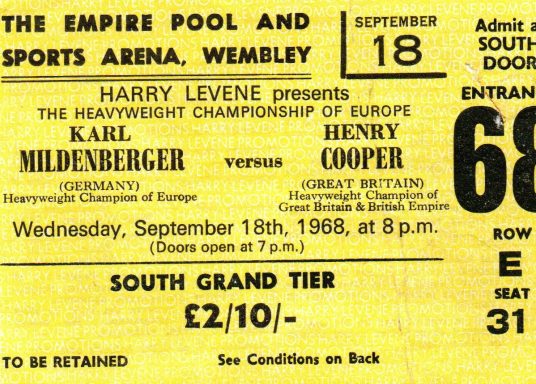 THE EMPIRE POOL AND
SPORTS ARENA, WEMBLEY
SEPTEMBER
18
Admit a
SOUTH
DOOR
ENTRAN
68
ROW
E
SEAT
31
HARRY LEVENE presents
THE HEAVYWEIGHT CHAMPIONSHIP OF EUROPE
KARL
MILDENBERGER
(GERMANY)
Heavyweight Champion of Europe
versus
HENRY
COOPER
(GREAT BRITAIN)
Heavyweight Champion of
Great Britain & British Empire
Wednesday, September 18th, 1968, at 8 p.m.
(Doors open at 7 p.m.)
SOUTH GRAND TIER
£2/10/-
TO BE RETAINED
See Conditions on Back